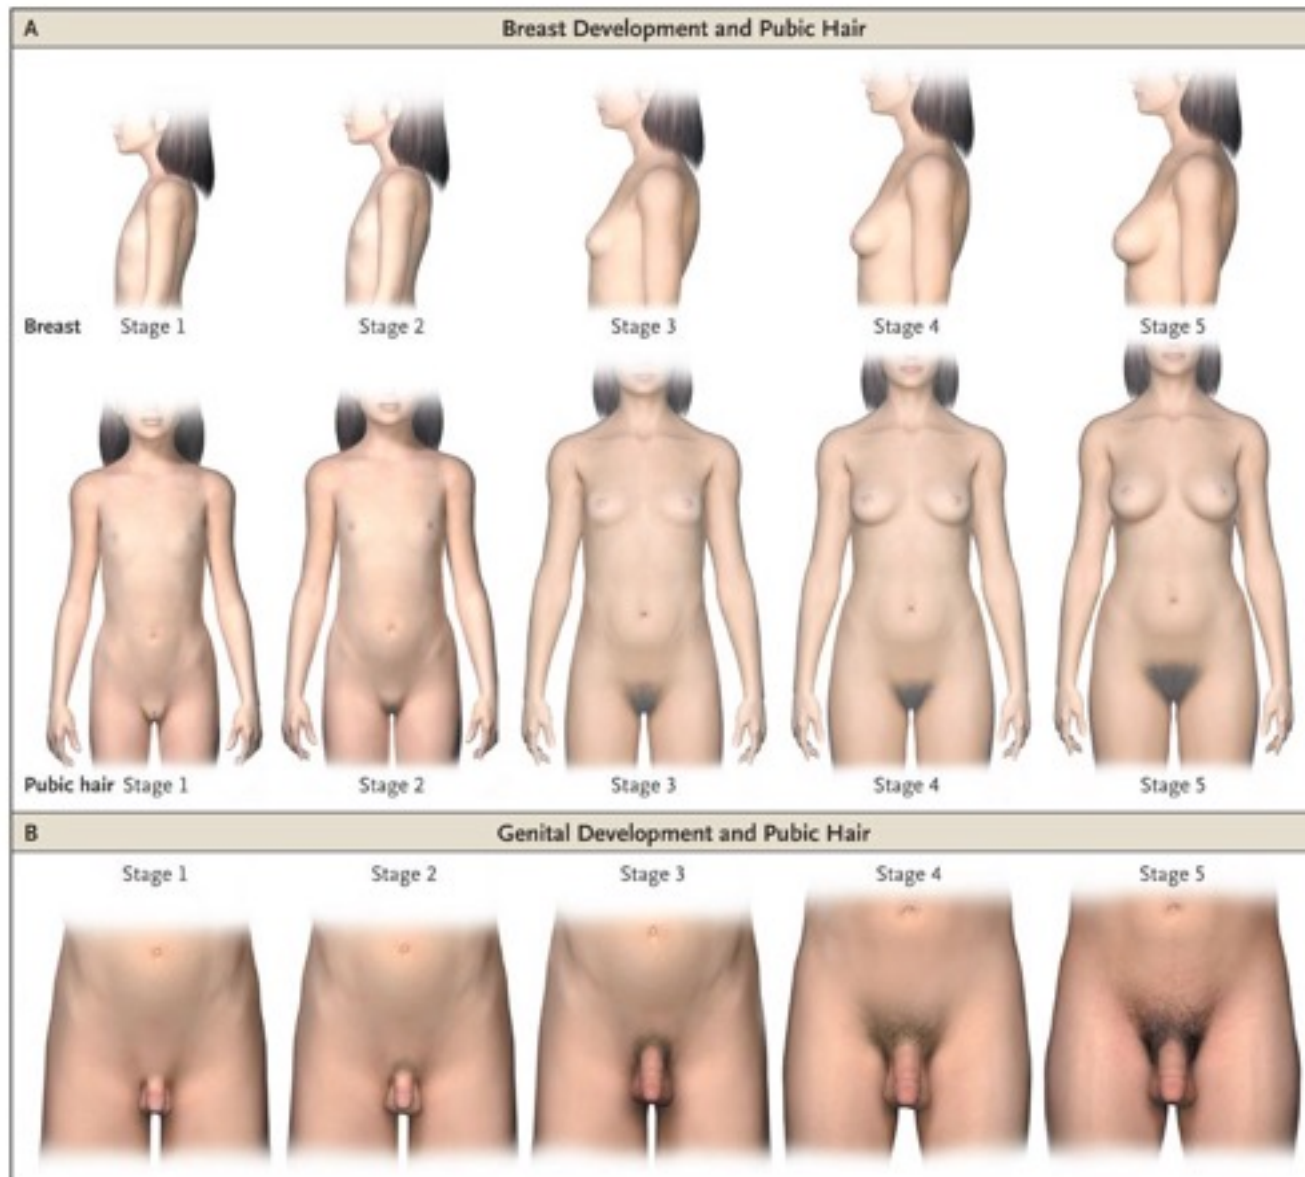 A Breast Development and Pubic Hair
Breast Stage 1 Stage 2 Stage 3 Stage 4 Stage 5
Pubic hair Stage 1 Stage 2 Stage 3 Stage 4 Stage 5
B Genital Development and Pubic Hair
Stage 1 Stage 2 Stage 3 Stage 4 Stage 5